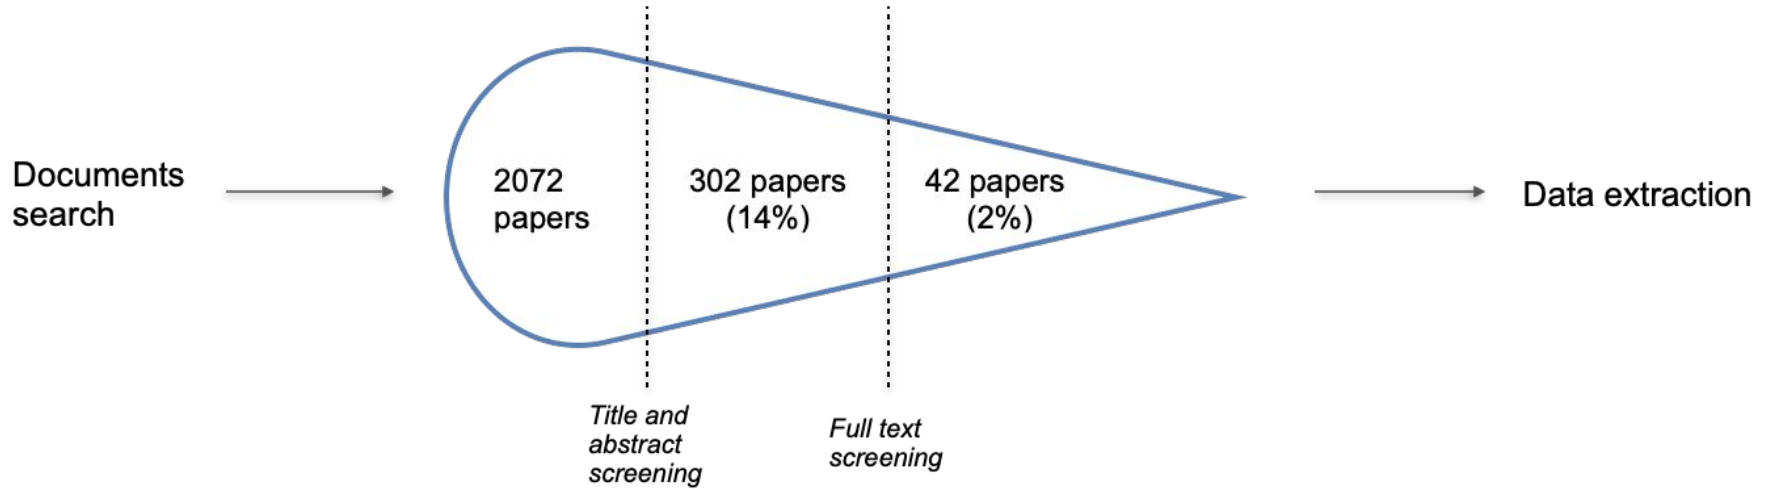 Documents
search
2072
papers
302 papers
(14%)
42 papers
(2%)
Data extraction
Title and
abstract
screening
Full text
screening